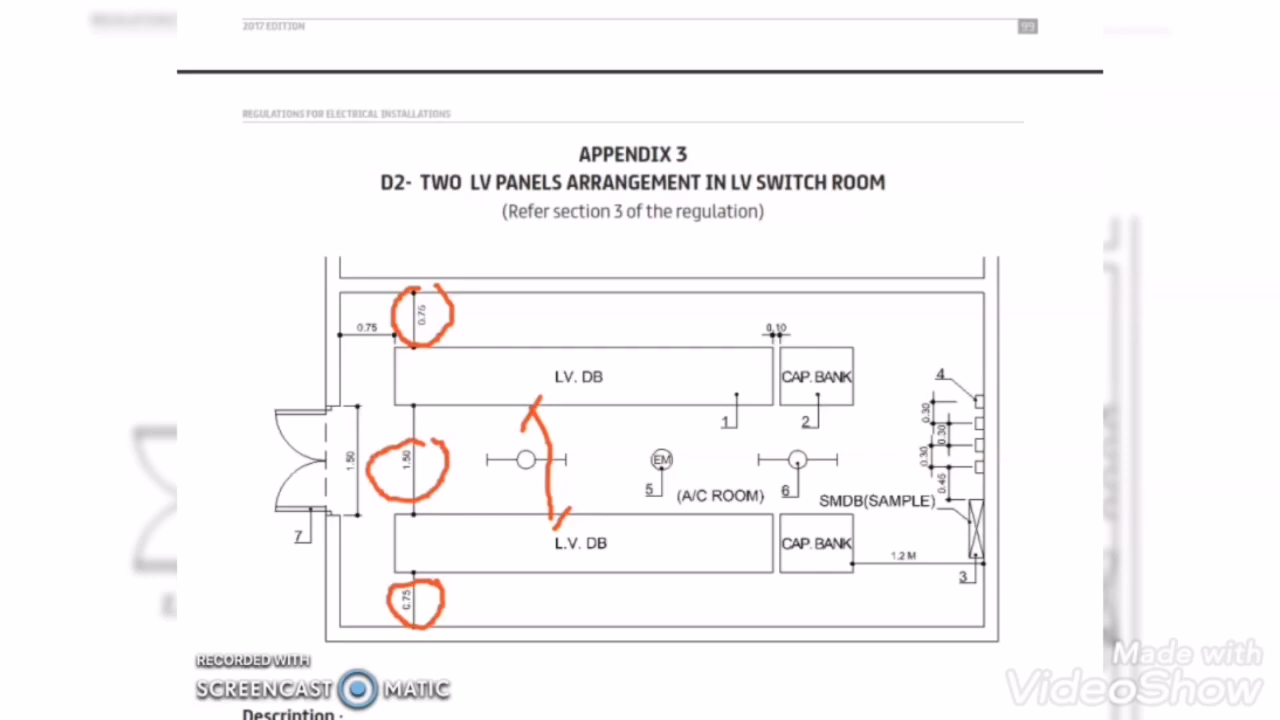 2017 EDITION
99
REGULATIONS FOR ELECTRICAL INSTALLATIONS
APPENDIX 3
D2- TWO LV PANELS ARRANGEMENT IN LV SWITCH ROOM
(Refer section 3 of the regulation)
0.75
0.75
0.10
L.V. DB
CAP. BANK
4
1
2
0.30
0.30
0.30
1.50
1.50
EM
5
(A/C ROOM)
6
0.45
SMDB(SAMPLE)
7
L.V. DB
CAP. BANK
1.2 M
3
0.75
RECORDED WITH
SCREENCAST MATIC
Made with
VideoShow
Description :